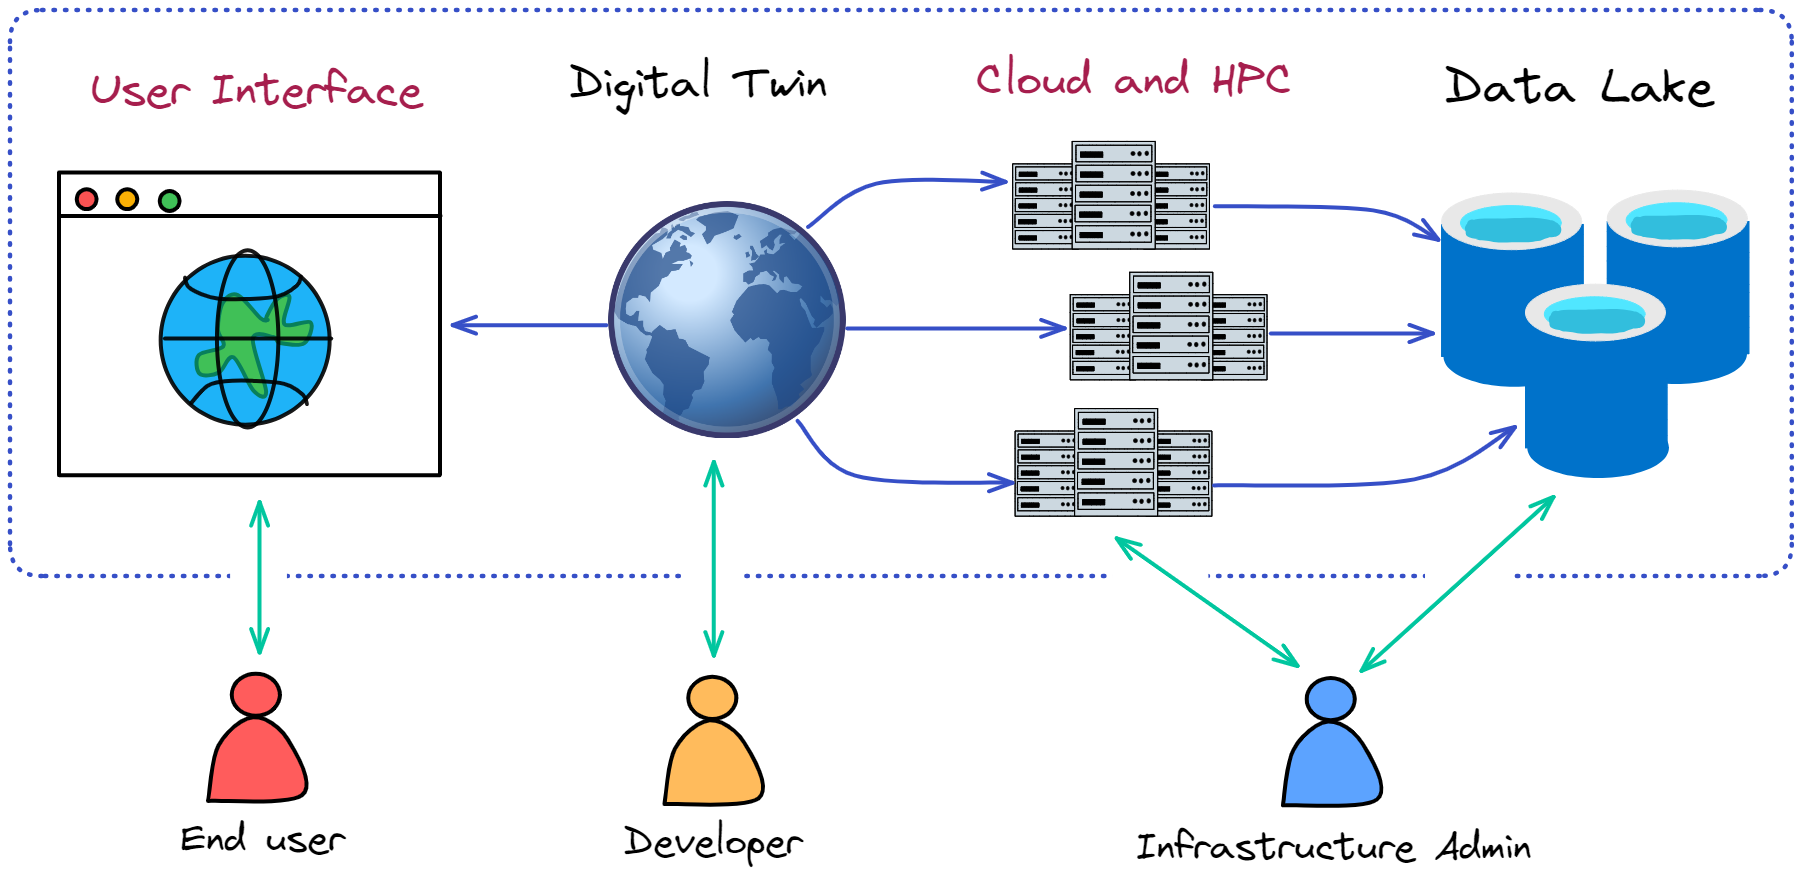 User Interface
Digital Twin
Cloud and HPC
Data Lake
End user
Developer
Infrastructure Admin